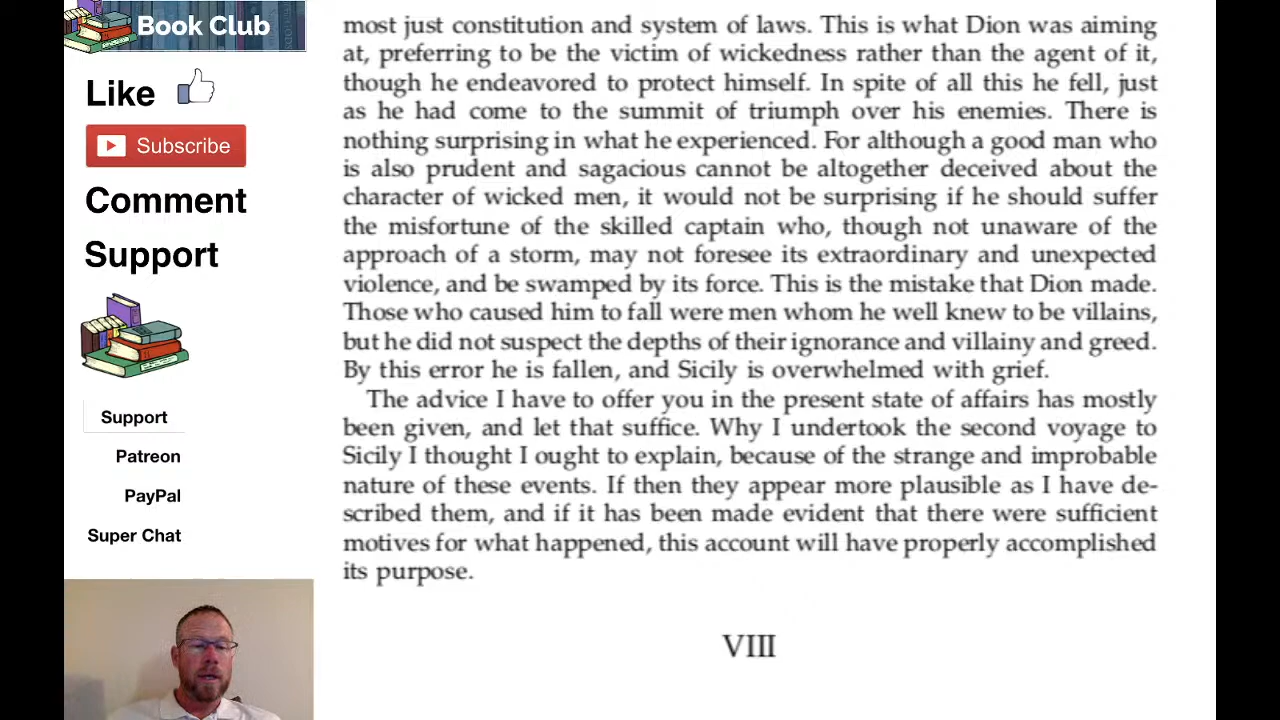 Book Club
Like
Subscribe
Comment
Support
Support
Patreon
PayPal
Super Chat
most just constitution and system of laws. This is what Dion was aiming
at, preferring to be the victim of wickedness rather than the agent of it,
though he endeavored to protect himself. In spite of all this he fell, just
as he had come to the summit of triumph over his enemies. There is
nothing surprising in what he experienced. For although a good man who
is also prudent and sagacious cannot be altogether deceived about the
character of wicked men, it would not be surprising if he should suffer
the misfortune of the skilled captain who, though not unaware of the
approach of a storm, may not foresee its extraordinary and unexpected
violence, and be swamped by its force. This is the mistake that Dion made.
Those who caused him to fall were men whom he well knew to be villains,
but he did not suspect the depths of their ignorance and villainy and greed.
By this error he is fallen, and Sicily is overwhelmed with grief.
The advice I have to offer you in the present state of affairs has mostly
been given, and let that suffice. Why I undertook the second voyage to
Sicily I thought I ought to explain, because of the strange and improbable
nature of these events. If then they appear more plausible as I have de-
scribed them, and if it has been made evident that there were sufficient
motives for what happened, this account will have properly accomplished
its purpose.
VIII